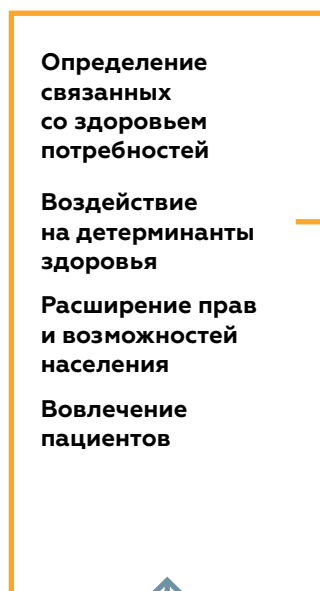 Определение
связанных
со здоровьем
потребностей
Воздействие
на детерминанты
здоровья
Расширение прав
и возможностей
населения
Вовлечение
пациентов